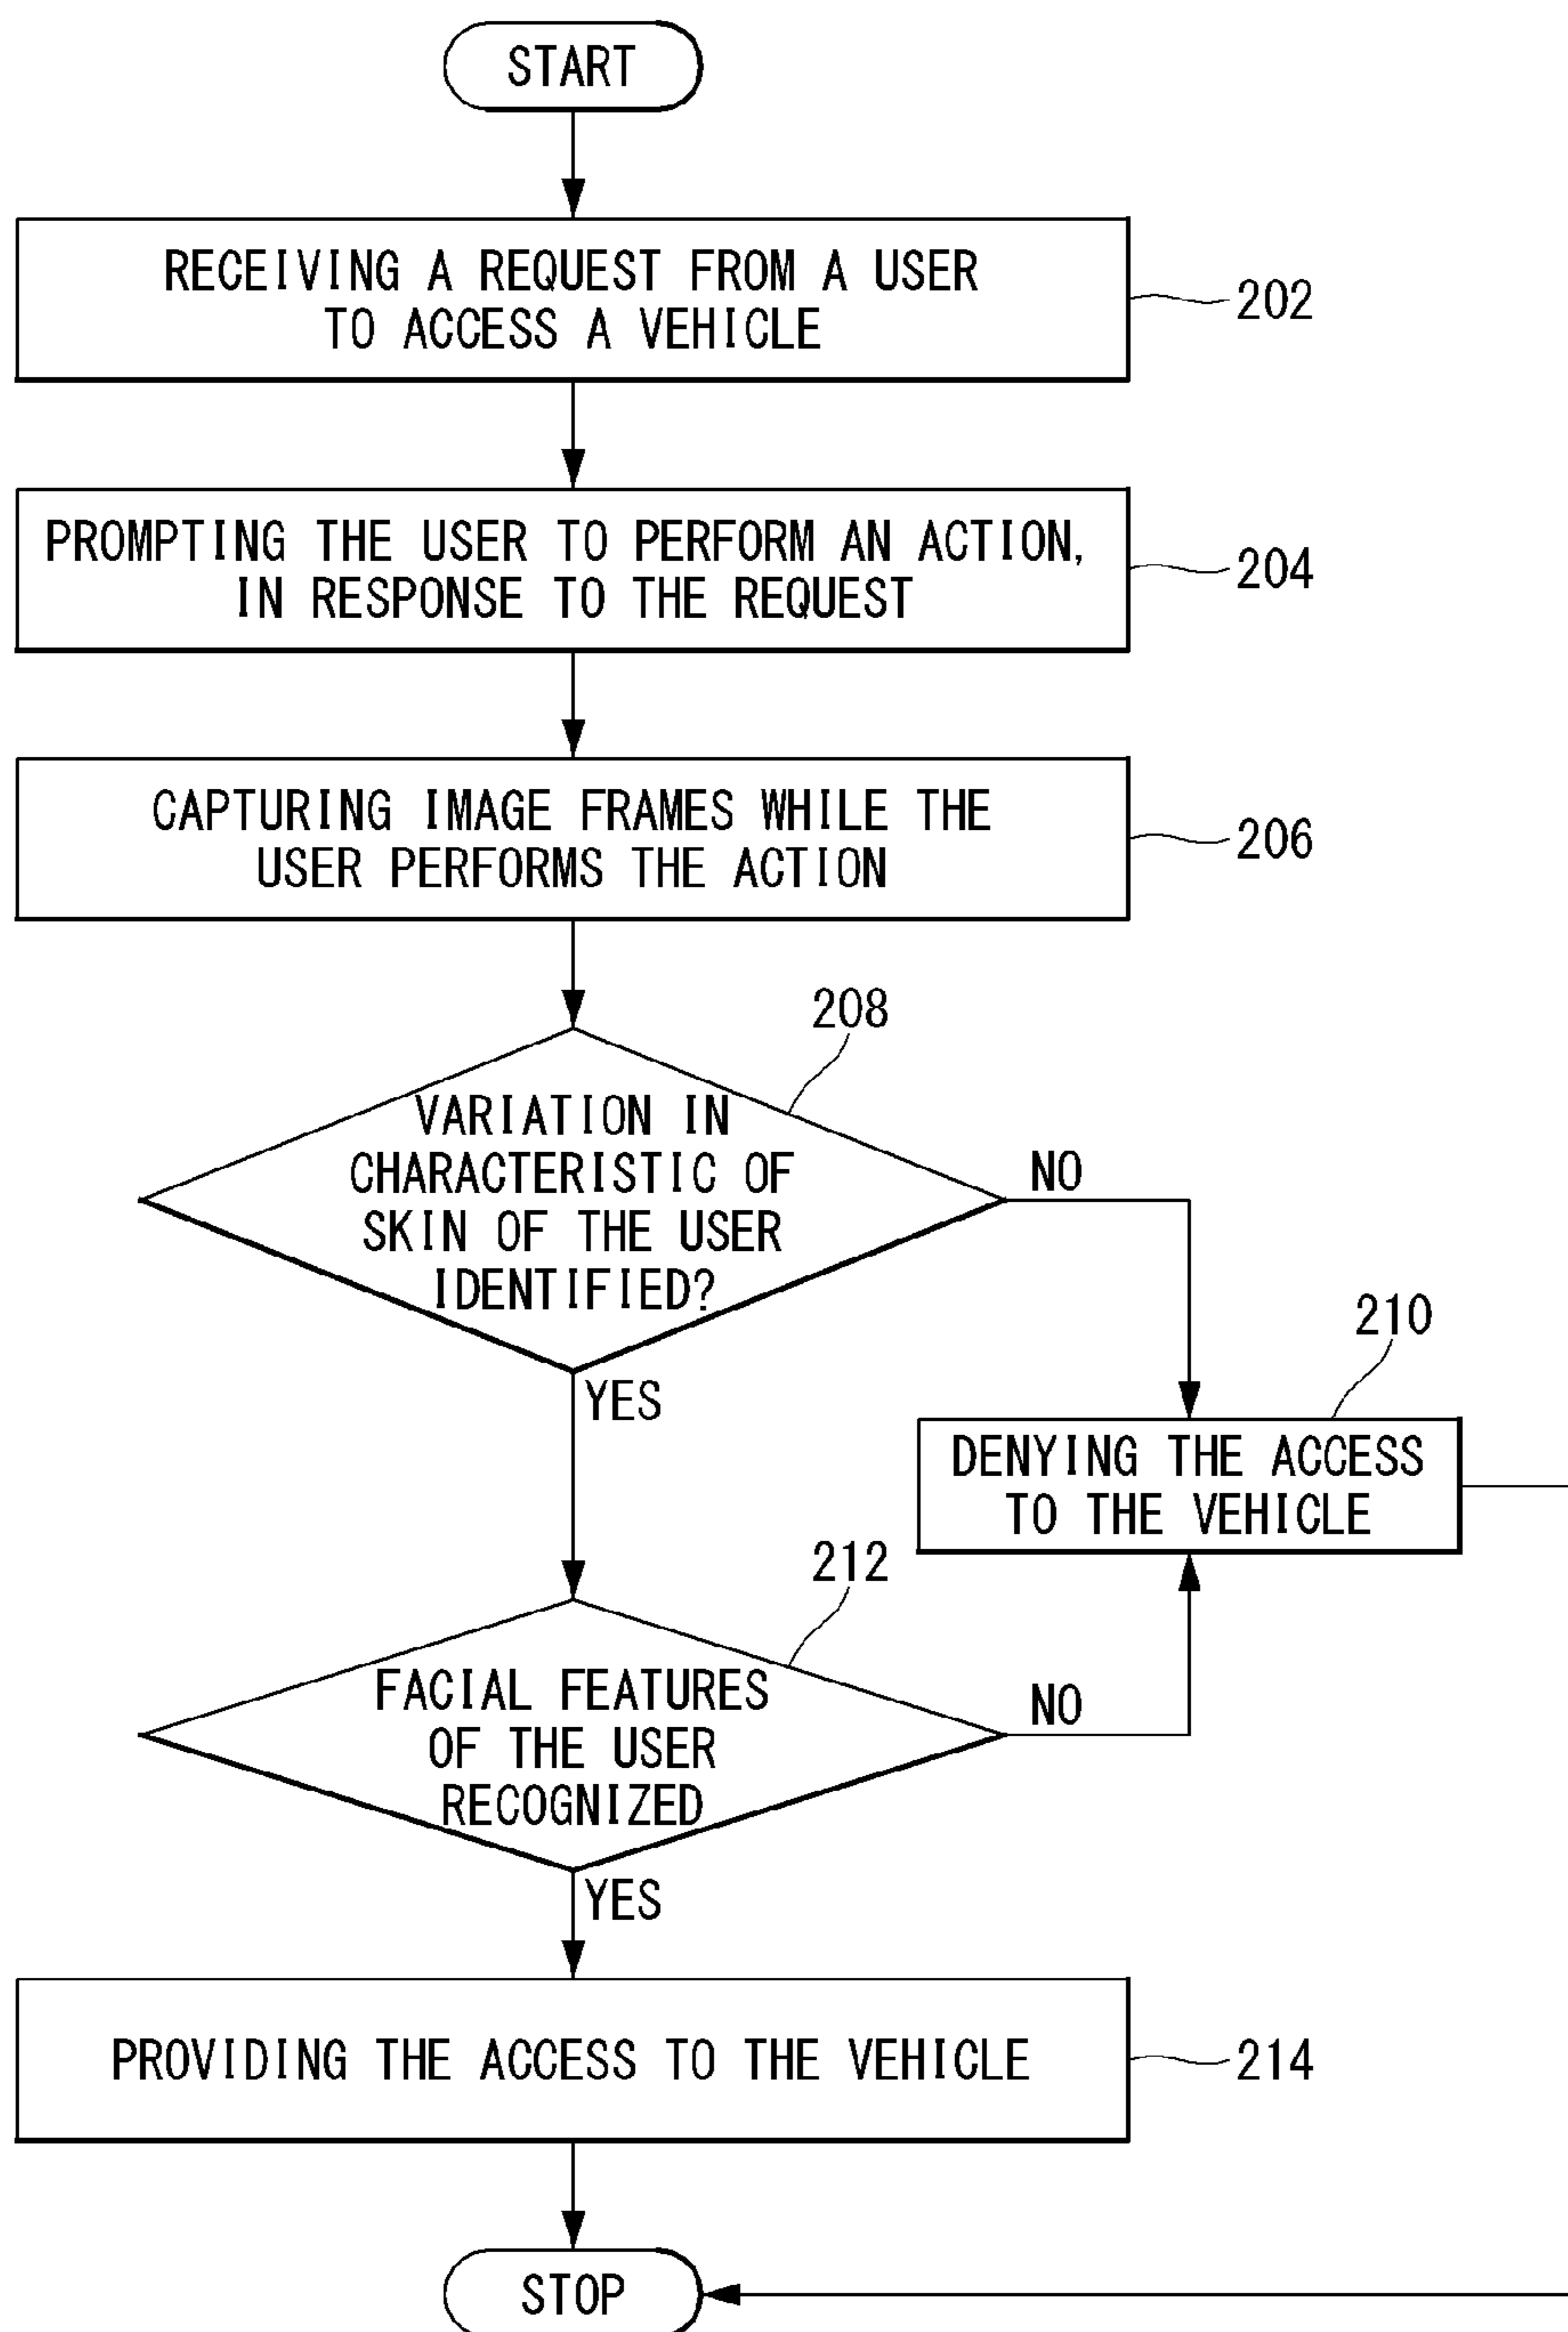 START
RECEIVING A REQUEST FROM A USER
TO ACCESS A VEHICLE
202
PROMPTING THE USER TO PERFORM AN ACTION,
IN RESPONSE TO THE REQUEST
204
CAPTURING IMAGE FRAMES WHILE THE
USER PERFORMS THE ACTION
206
208
VARIATION IN
CHARACTERISTIC OF
SKIN OF THE USER
IDENTIFIED?
NO
YES
210
DENYING THE ACCESS
TO THE VEHICLE
212
FACIAL FEATURES
OF THE USER
RECOGNIZED
NO
YES
PROVIDING THE ACCESS TO THE VEHICLE
214
STOP